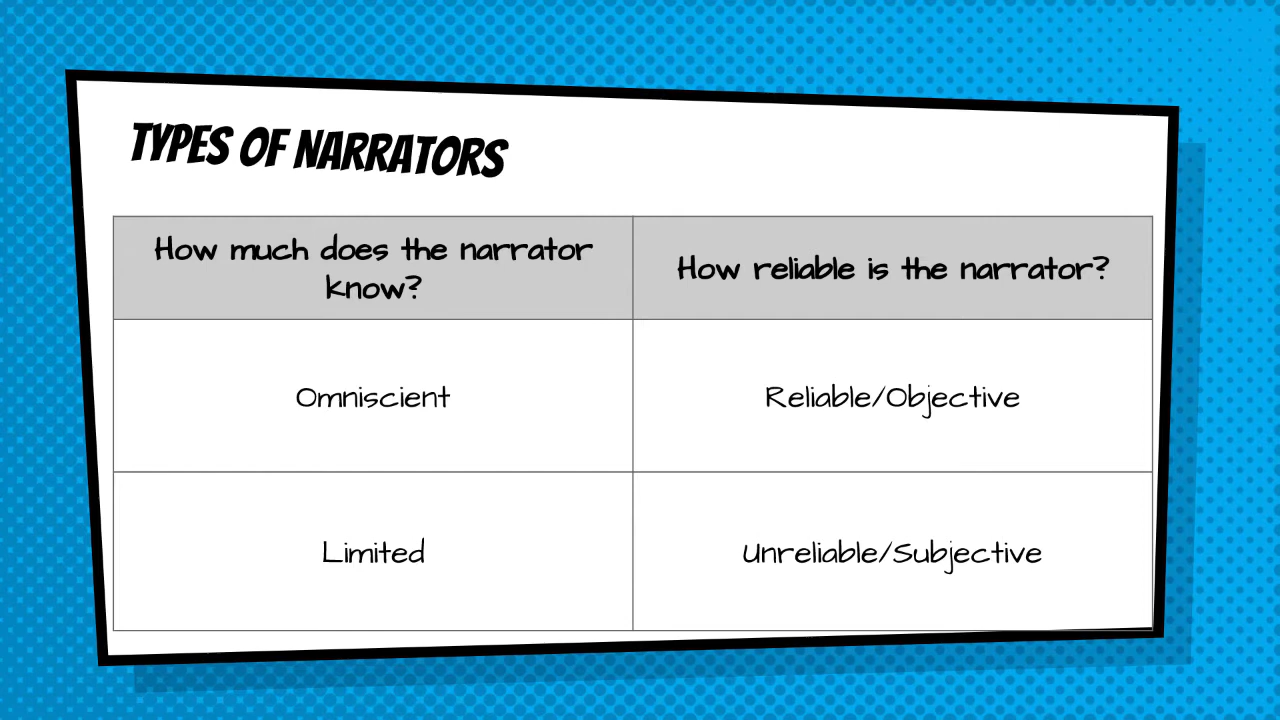 TYPES OF NARRATORS
How much does the narrator
know?
How reliable is the narrator?
Omniscient
Reliable/Objective
Limited
Unreliable/Subjective